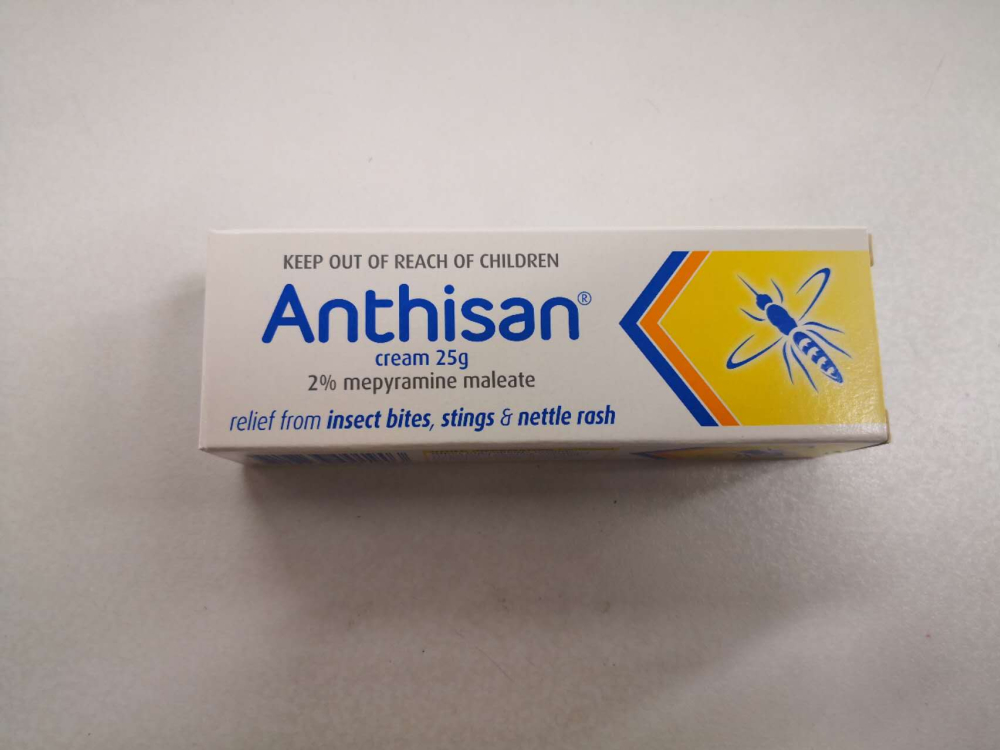 KEEP OUT OF REACH OF CHILDREN
Anthisan®
cream 25g
2% mepyramine maleate
relief from insect bites, stings & nettle rash